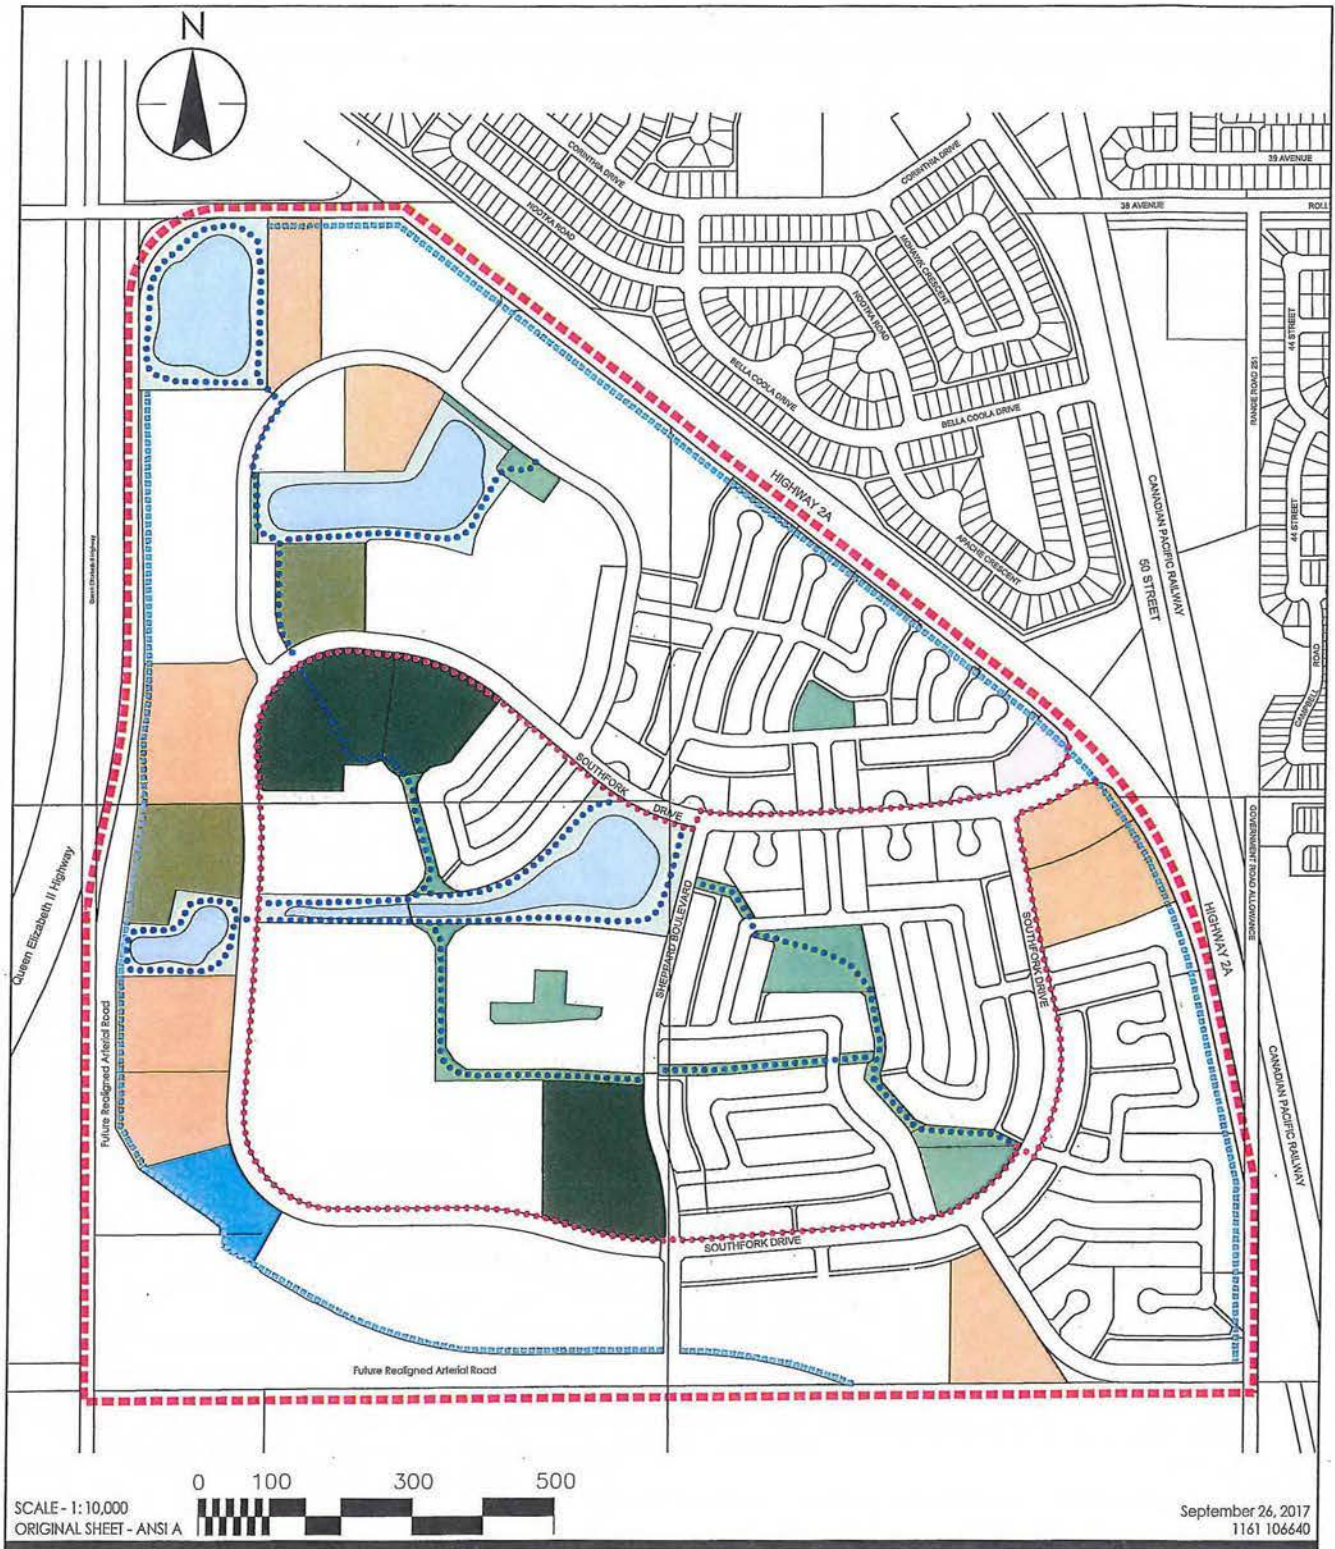 N
CORINTHIA DRIVE
CORINTHIA DRIVE
39 AVENUE
NOOTKA ROAD
38 AVENUE
ROLL
MOHAWK CRESCENT
NOOTKA ROAD
44 STREET
RANGE ROAD 251
BELLA COOLA DRIVE
BELLA COOLA DRIVE
HIGHWAY 2A
CANADIAN PACIFIC RAILWAY
50 STREET
44 STREET
APACHE CRESCENT
ROAD
CAMPBELL
SOUTHFORK
DRIVE
GOVERNMENT ROAD ALLOWANCE
Queen Elizabeth II Highway
SHEPPARD BOULEVARD
SOUTHFORK DRIVE
HIGHWAY 2A
Future Realigned Arterial Road
CANADIAN PACIFIC RAILWAY
SOUTHFORK DRIVE
Future Realigned Arterial Road
0 100 300 500
SCALE - 1:10,000
ORIGINAL SHEET - ANSI A
September 26, 2017
1161 106640